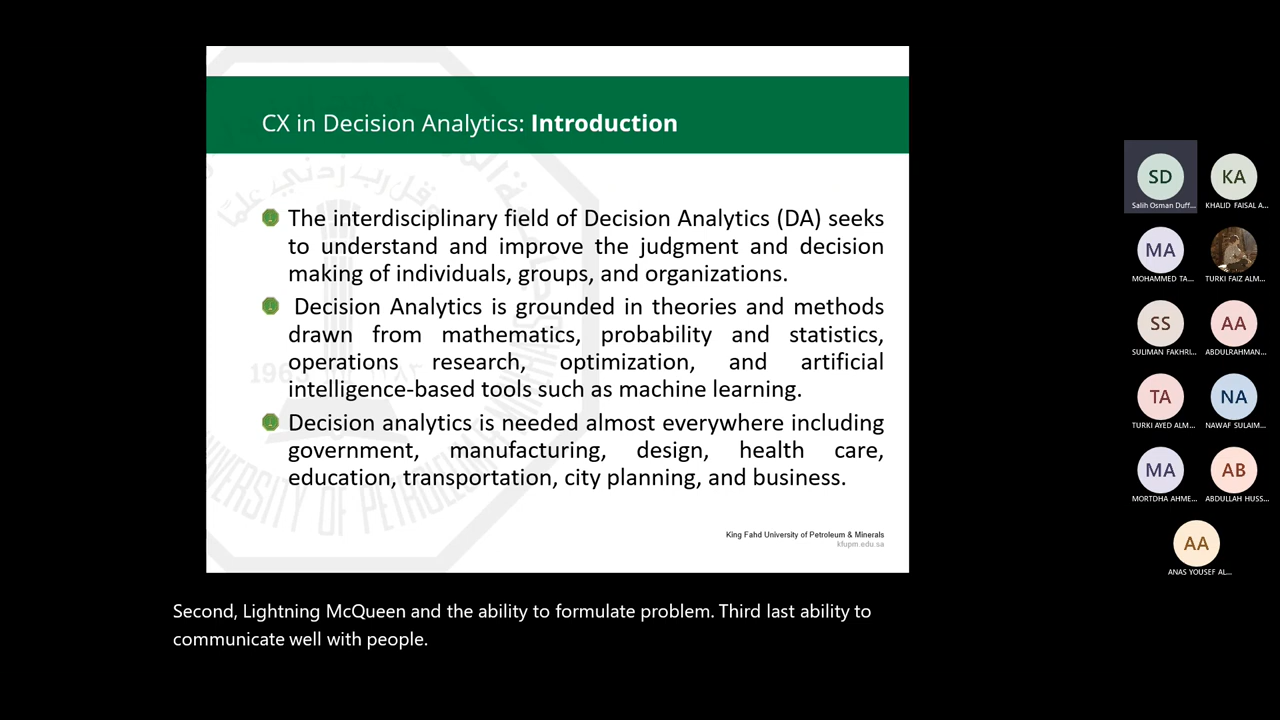 CX in Decision Analytics: Introduction
The interdisciplinary field of Decision Analytics (DA) seeks
to understand and improve the judgment and decision
making of individuals, groups, and organizations.
Decision Analytics is grounded in theories and methods
drawn from mathematics, probability and statistics,
operations research, optimization, and artificial
intelligence-based tools such as machine learning.
Decision analytics is needed almost everywhere including
government, manufacturing, design, health care,
education, transportation, city planning, and business.
King Fahd University of Petroleum & Minerals
kfupm.edu.sa
Second, Lightning McQueen and the ability to formulate problem. Third last ability to
communicate well with people.
SD
KA
Salih Osman Duff...
KHALID FAISAL A...
MA
MOHAMMED TA...
TURKI FAIZ ALM...
SS
AA
SULIMAN FAKHRI...
ABDULRAHMAN...
TA
NA
TURKI AYED ALM...
NAWAF SULAIM...
MA
AB
MORTDHA AHME...
ABDULLAH HUSS...
AA
ANAS YOUSEF AL...